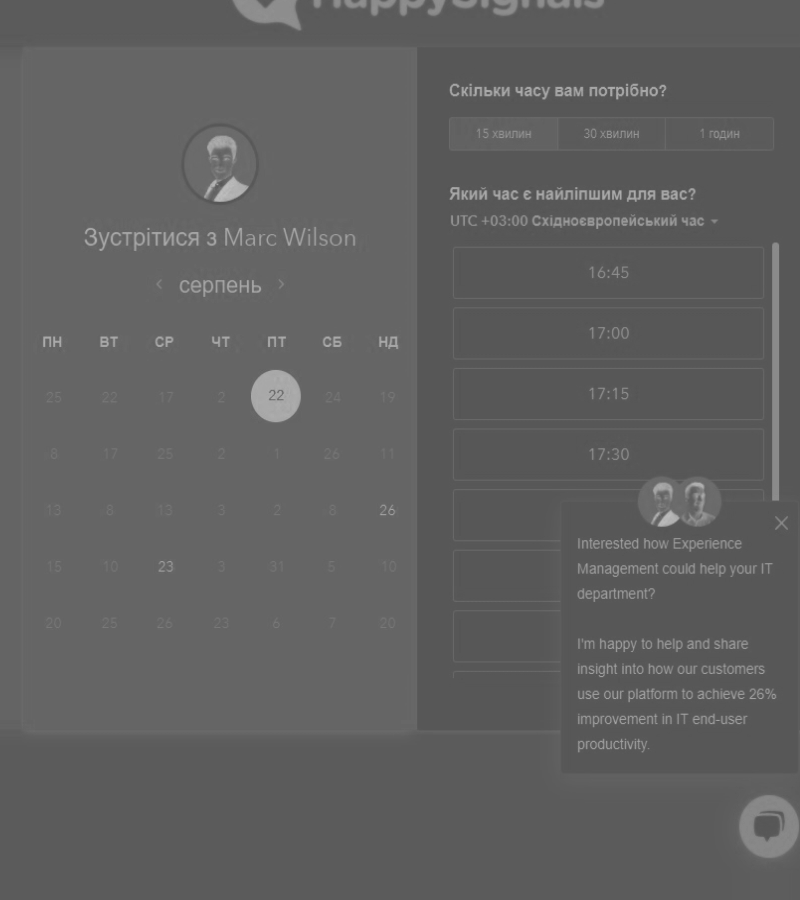 HappySignals
Зустрітися з Marc Wilson
серпень
ПН ВТ СР ЧТ ПТ СБ НД
25 22 17 2 22 24 19
8 17 25 2 1 26 11
13 8 13 3 2 8 26
15 10 23 3 31 5 10
20 25 26 23 6 7 20
Скільки часу вам потрібно?
15 хвилин 30 хвилин 1 годин
Який час є найліпшим для вас?
UTC +03:00 Східноєвропейський час
16:45
17:00
17:15
17:30
Interested how Experience
Management could help your IT
department?
I'm happy to help and share
insight into how our customers
use our platform to achieve 26%
improvement in IT end-user
productivity.